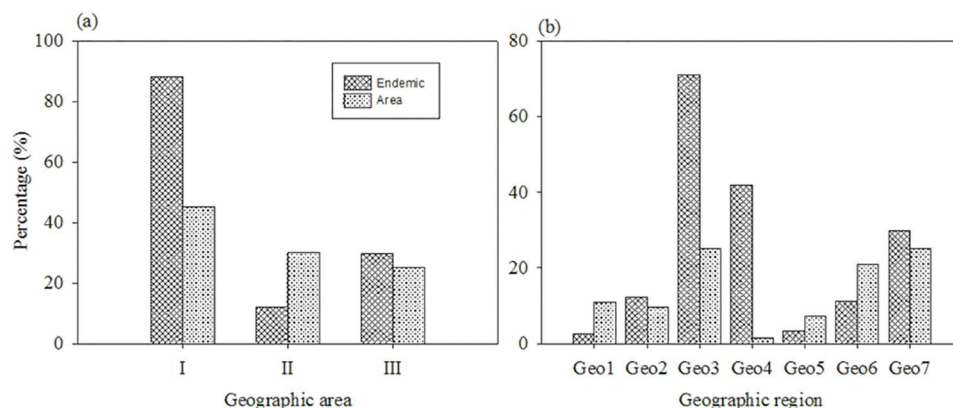 (a)
(b)
100
80
60
40
20
0
Percentage (%)
Endemic
Area
I II III
Geographic area
80
60
40
20
0
Geo1 Geo2 Geo3 Geo4 Geo5 Geo6 Geo7
Geographic region